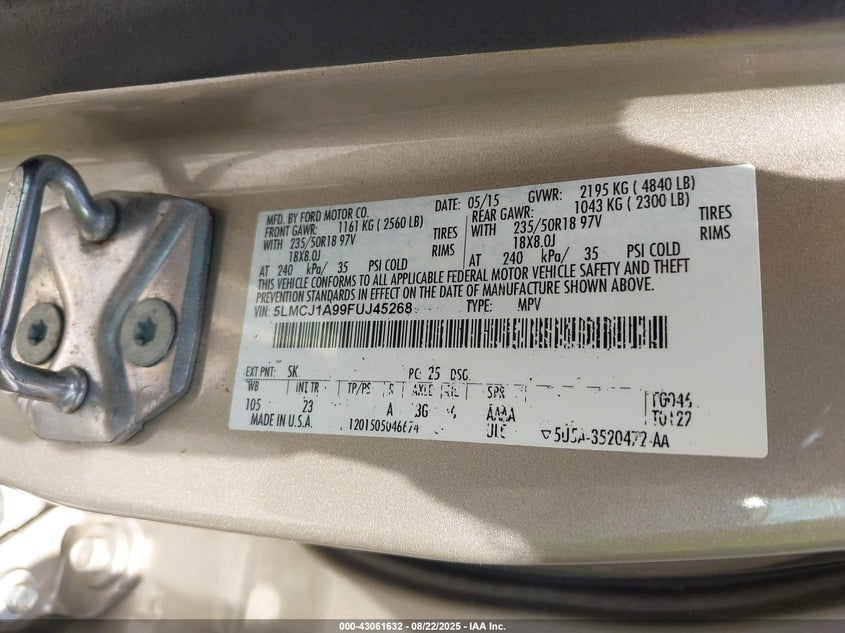 MFD. BY FORD MOTOR CO. DATE: 05/15 GVWR: 2195 KG ( 4840 LB)
FRONT GAWR: 1161 KG ( 2560 LB) REAR GAWR: 1043 KG ( 2300 LB)
WITH 235/50R18 97V TIRES WITH 235/50R18 97V TIRES
18X8.0J RIMS 18X8.0J RIMS
AT 240 kPa/ 35 PSI COLD AT 240 kPa/ 35 PSI COLD
THIS VEHICLE CONFORMS TO ALL APPLICABLE FEDERAL MOTOR VEHICLE SAFETY AND THEFT
PREVENTION STANDARDS IN EFFECT ON THE DATE OF MANUFACTURE SHOWN ABOVE.
VIN: 5LMCJ1A99FUJ45268 TYPE: MPV
EXT PNT: SK PC: 25 DSO:
WB INT TR TP/PS R AXLE SPR
105 23 A 3G AAAA
MADE IN U.S.A. 1201505046674
000-43061632 - 08/22/2025 - IAA Inc.